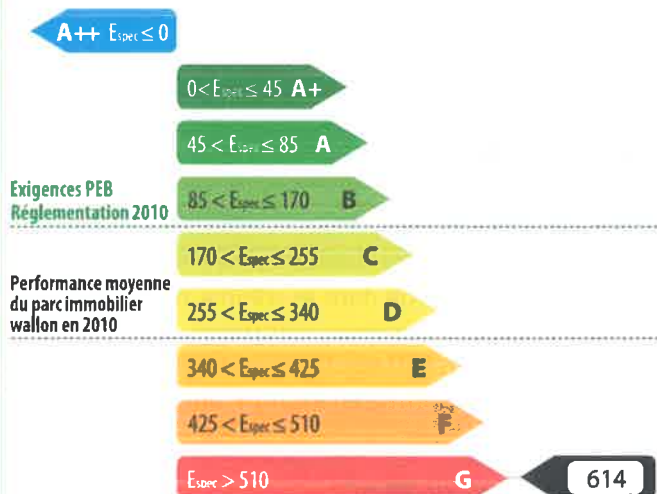 A++ Espec ≤ 0
0 < Espec ≤ 45 A+
45 < Espec ≤ 85 A
Exigences PEB
Réglementation 2010
85 < Espec ≤ 170 B
170 < Espec ≤ 255 C
Performance moyenne
du parc immobilier
wallon en 2010
255 < Espec ≤ 340 D
340 < Espec ≤ 425 E
425 < Espec ≤ 510 F
Espec > 510 G 614